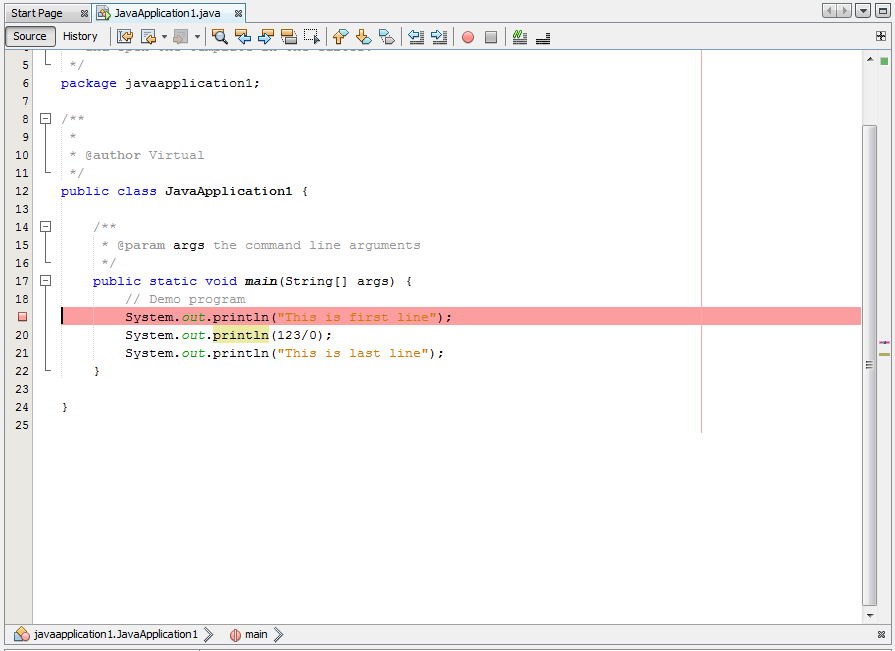 Start Page JavaApplication1.java
Source History
5 */
6 package javaapplication1;
7
8 /**
9 *
10 * @author Virtual
11 */
12 public class JavaApplication1 {
13
14 /**
15 * @param args the command line arguments
16 */
17 public static void main(String[] args) {
18 // Demo program
System.out.println("This is first line");
20 System.out.println(123/0);
21 System.out.println("This is last line");
22 }
23
24 }
25
javaapplication1.JavaApplication1 main